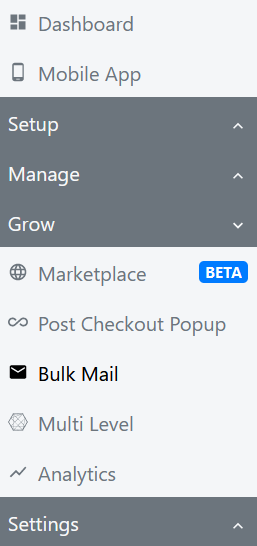 Dashboard
Mobile App
Setup
Manage
Grow
Marketplace BETA
Post Checkout Popup
Bulk Mail
Multi Level
Analytics
Settings